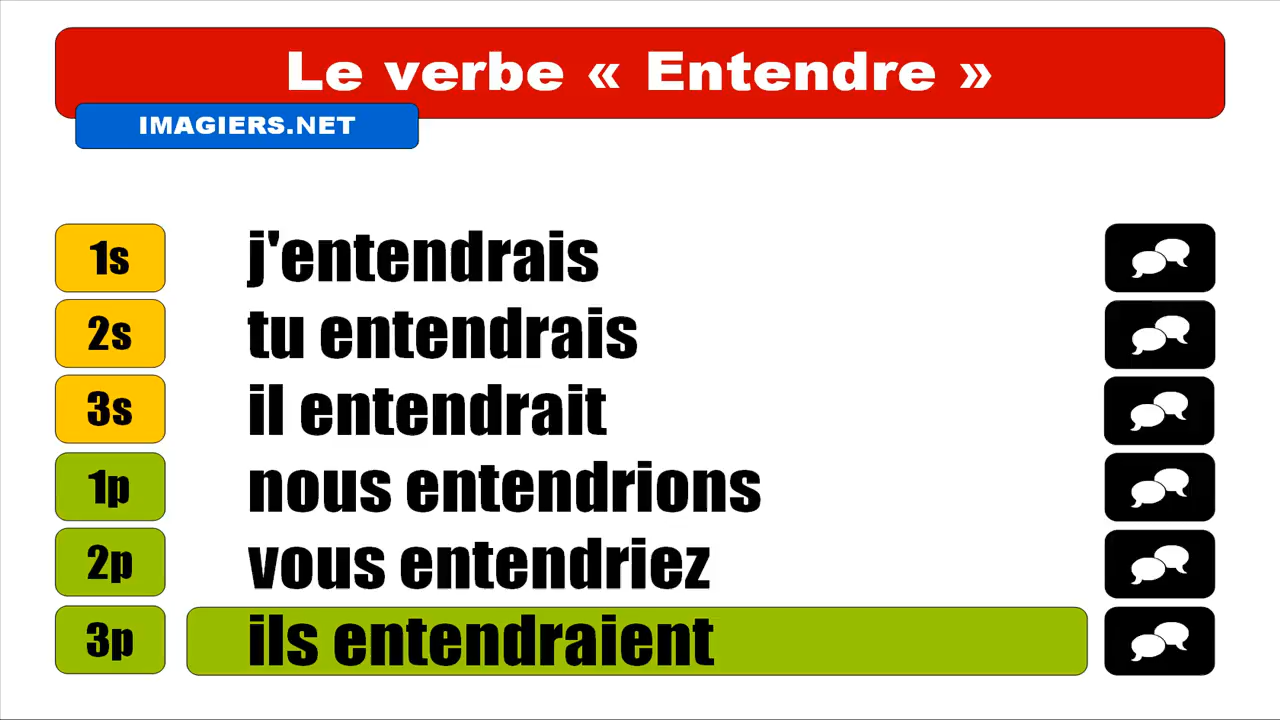 Le verbe « Entendre »
IMAGIERS.NET
1s j'entendrais
2s tu entendrais
3s il entendrait
1p nous entendrions
2p vous entendriez
3p ils entendraient